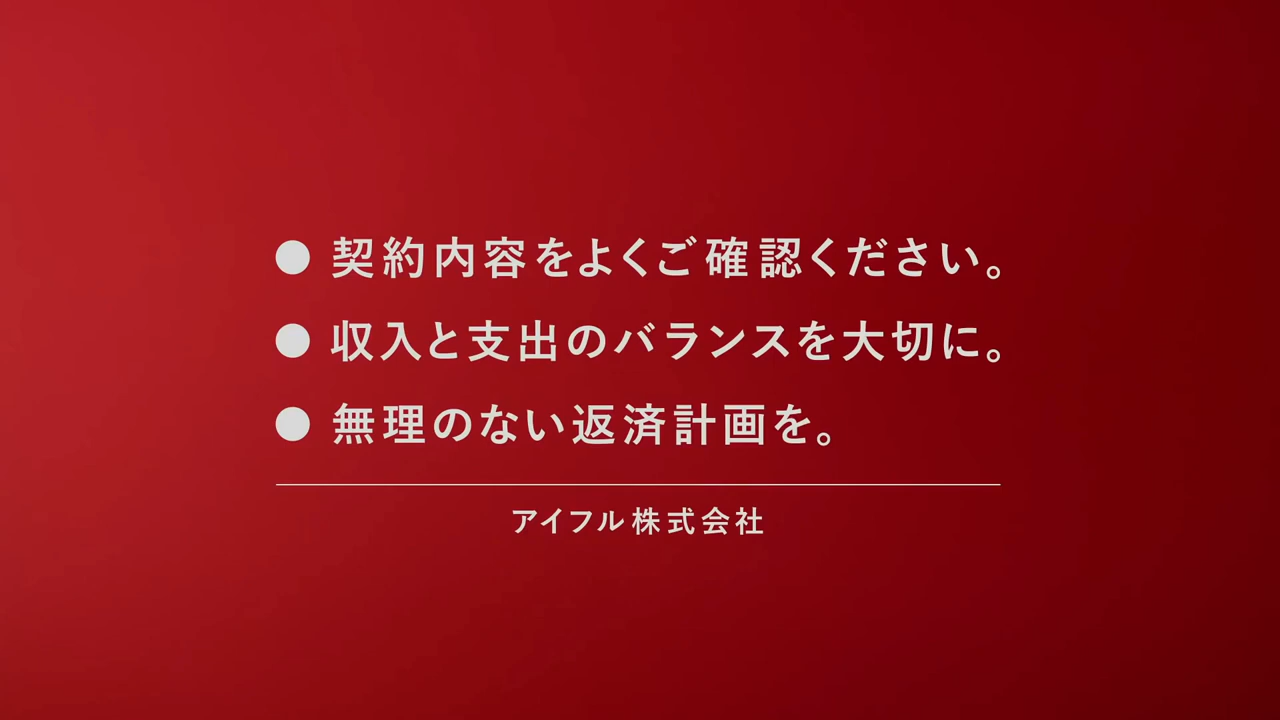 ● 契約内容をよくご確認ください。
● 収入と支出のバランスを大切に。
● 無理のない返済計画を。
アイフル株式会社